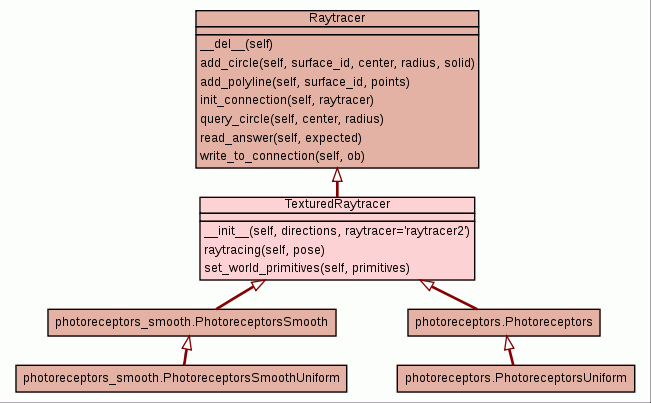 Raytracer
__del__(self)
add_circle(self, surface_id, center, radius, solid)
add_polyline(self, surface_id, points)
init_connection(self, raytracer)
query_circle(self, center, radius)
read_answer(self, expected)
write_to_connection(self, ob)
TexturedRaytracer
__init__(self, directions, raytracer='raytracer2')
raytracing(self, pose)
set_world_primitives(self, primitives)
photoreceptors_smooth.PhotoreceptorsSmooth
photoreceptors.Photoreceptors
photoreceptors_smooth.PhotoreceptorsSmoothUniform
photoreceptors.PhotoreceptorsUniform